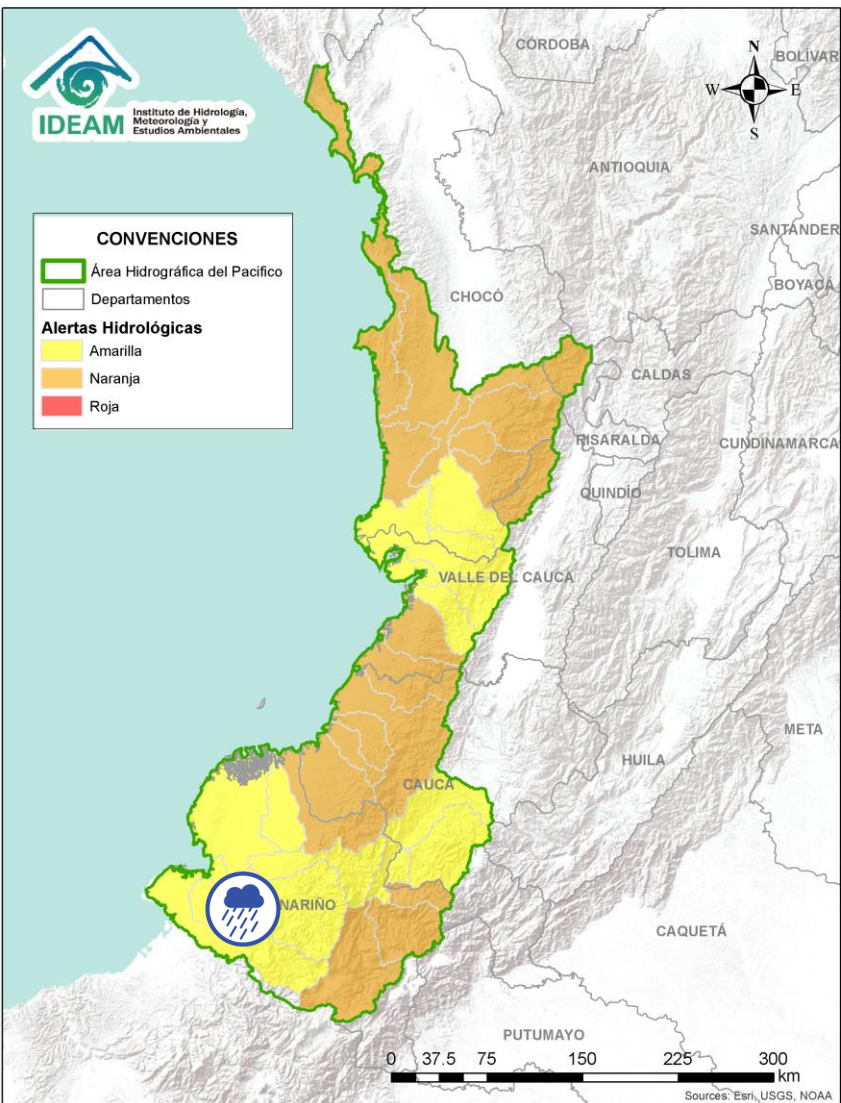 IDEAM
Instituto de Hidrología,
Meteorología y
Estudios Ambientales
N
W
E
S
CONVENCIONES
Área Hidrográfica del Pacifico
Departamentos
Alertas Hidrológicas
Amarilla
Naranja
Roja
CÓRDOBA
BOLÍVAR
ANTIOQUIA
SANTANDER
BOYACÁ
CHOCÓ
CALDAS
RISARALDA
CUNDINAMARCA
QUINDÍO
TOLIMA
VALLE DEL CAUCA
META
HUILA
CAUCA
NARIÑO
CAQUETÁ
PUTUMAYO
0 37.5 75 150 225 300
km
Sources: Esri, USGS, NOAA